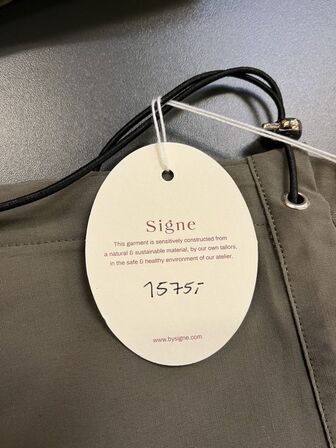 Signe
This garment is sensitively constructed from
a natural & sustainable material, by our own tailors,
in the safe & healthy environment of our atelier.
1575,-
www.bysigne.com